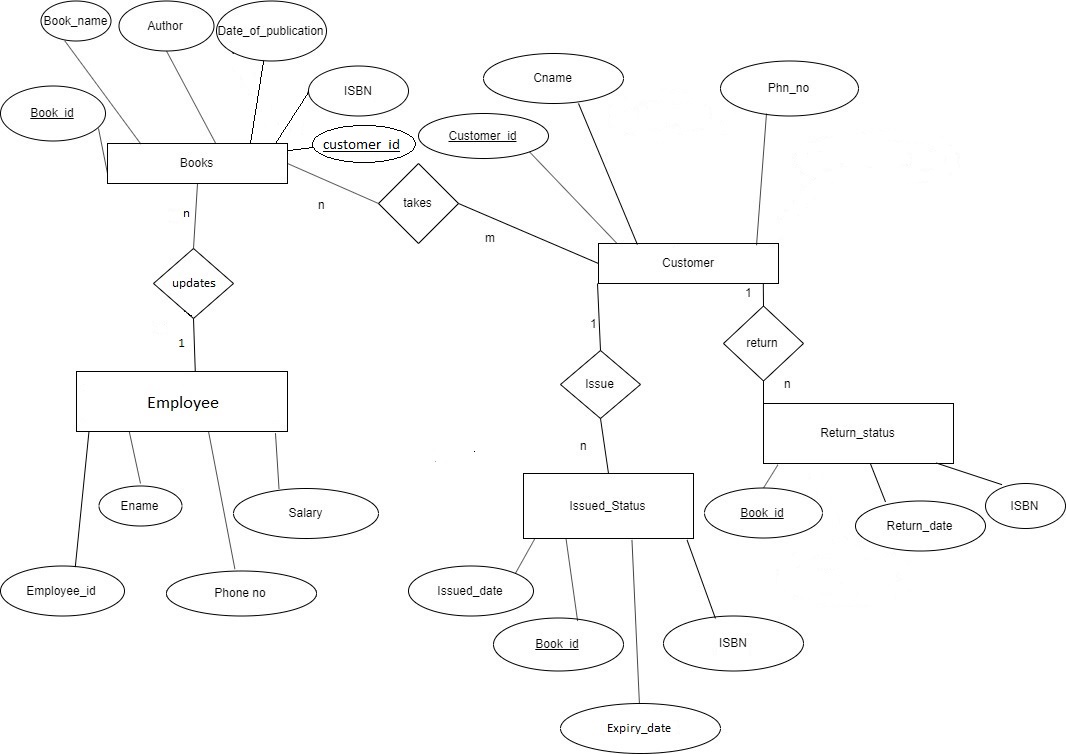 Book_name
Author
Date_of_publication
ISBN
Book_id
customer_id
Books
Cname
Phn_no
Customer_id
takes
n
m
Customer
n
updates
1
Employee
Ename
Salary
Employee_id
Phone no
1
Issue
n
1
return
n
Return_status
Book_id
Return_date
ISBN
Issued_Status
Issued_date
Book_id
ISBN
Expiry_date